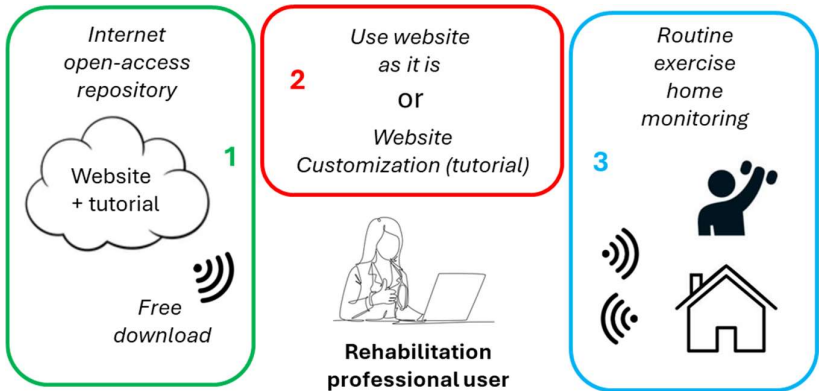 Internet
open-access
repository
1
Website
+ tutorial
Free
download
2
Use website
as it is
or
Website
Customization (tutorial)
Rehabilitation
professional user
Routine
exercise
home
monitoring
3